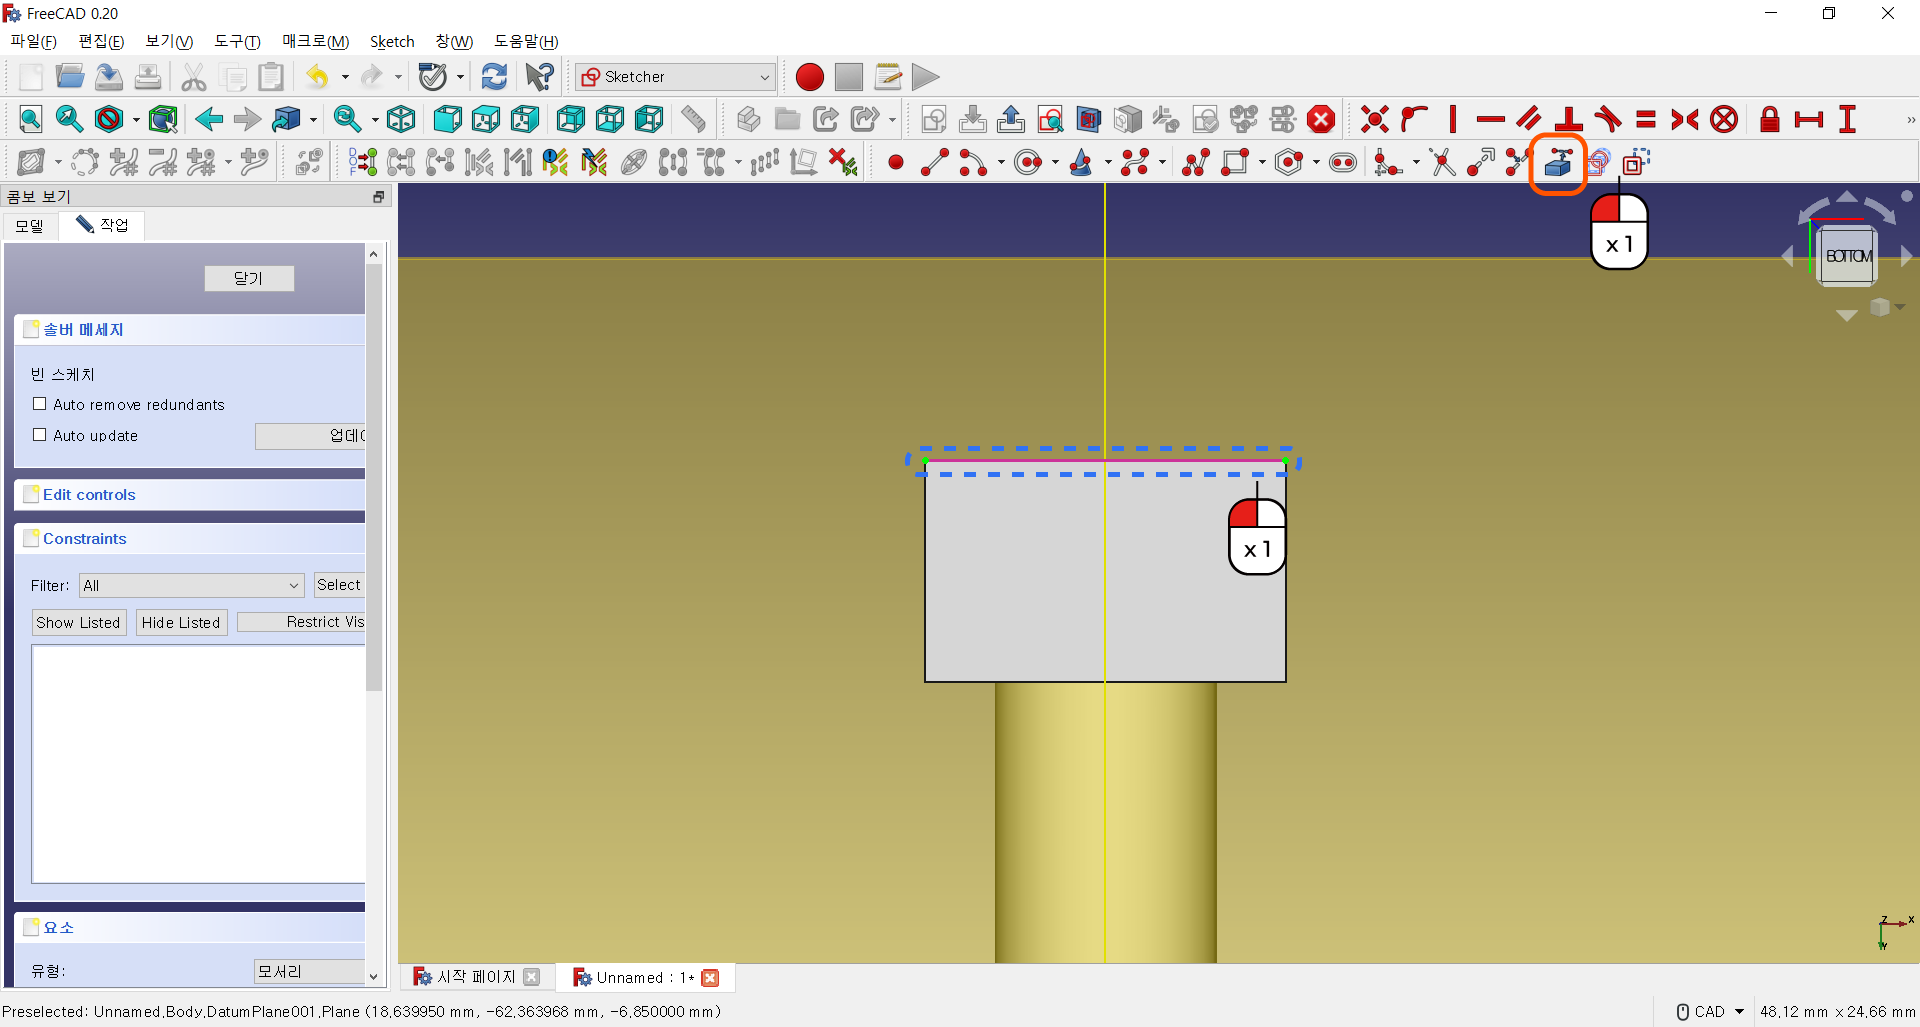 FreeCAD 0.20
파일(F) 편집(E) 보기(V) 도구(T) 매크로(M) Sketch 창(W) 도움말(H)
Sketcher
콤보 보기
모델 작업
닫기
솔버 메세지
빈 스케치
Auto remove redundants
Auto update 업데이
Edit controls
Constraints
Filter: All Select
Show Listed Hide Listed Restrict Vis
요소
유형: 모서리
x 1
BOTTOM
x 1
Z X
Y
시작 페이지 Unnamed : 1*
Preselected: Unnamed.Body.DatumPlane001.Plane (18.639950 mm, -62.363968 mm, -6.850000 mm)
CAD 48.12 mm x 24.66 mm